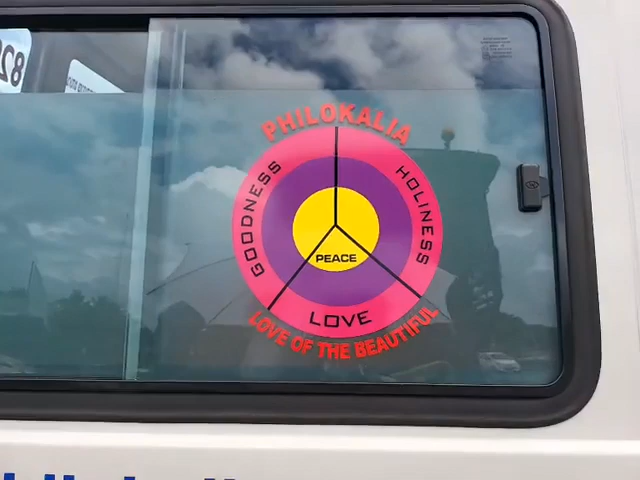 PHILOKALIA
GOODNESS
HOLINESS
PEACE
LOVE
LOVE OF THE BEAUTIFUL